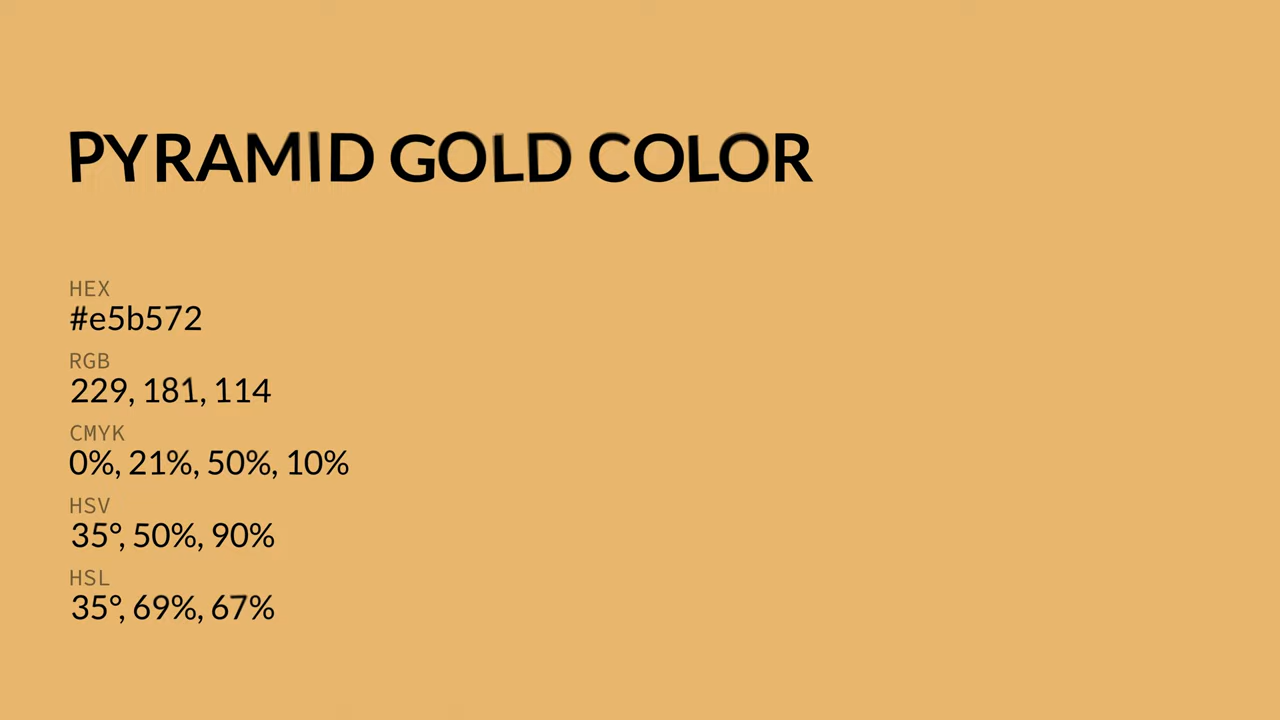 PYRAMID GOLD COLOR
HEX
#e5b572
RGB
229, 181, 114
CMYK
0%, 21%, 50%, 10%
HSV
35°, 50%, 90%
HSL
35°, 69%, 67%